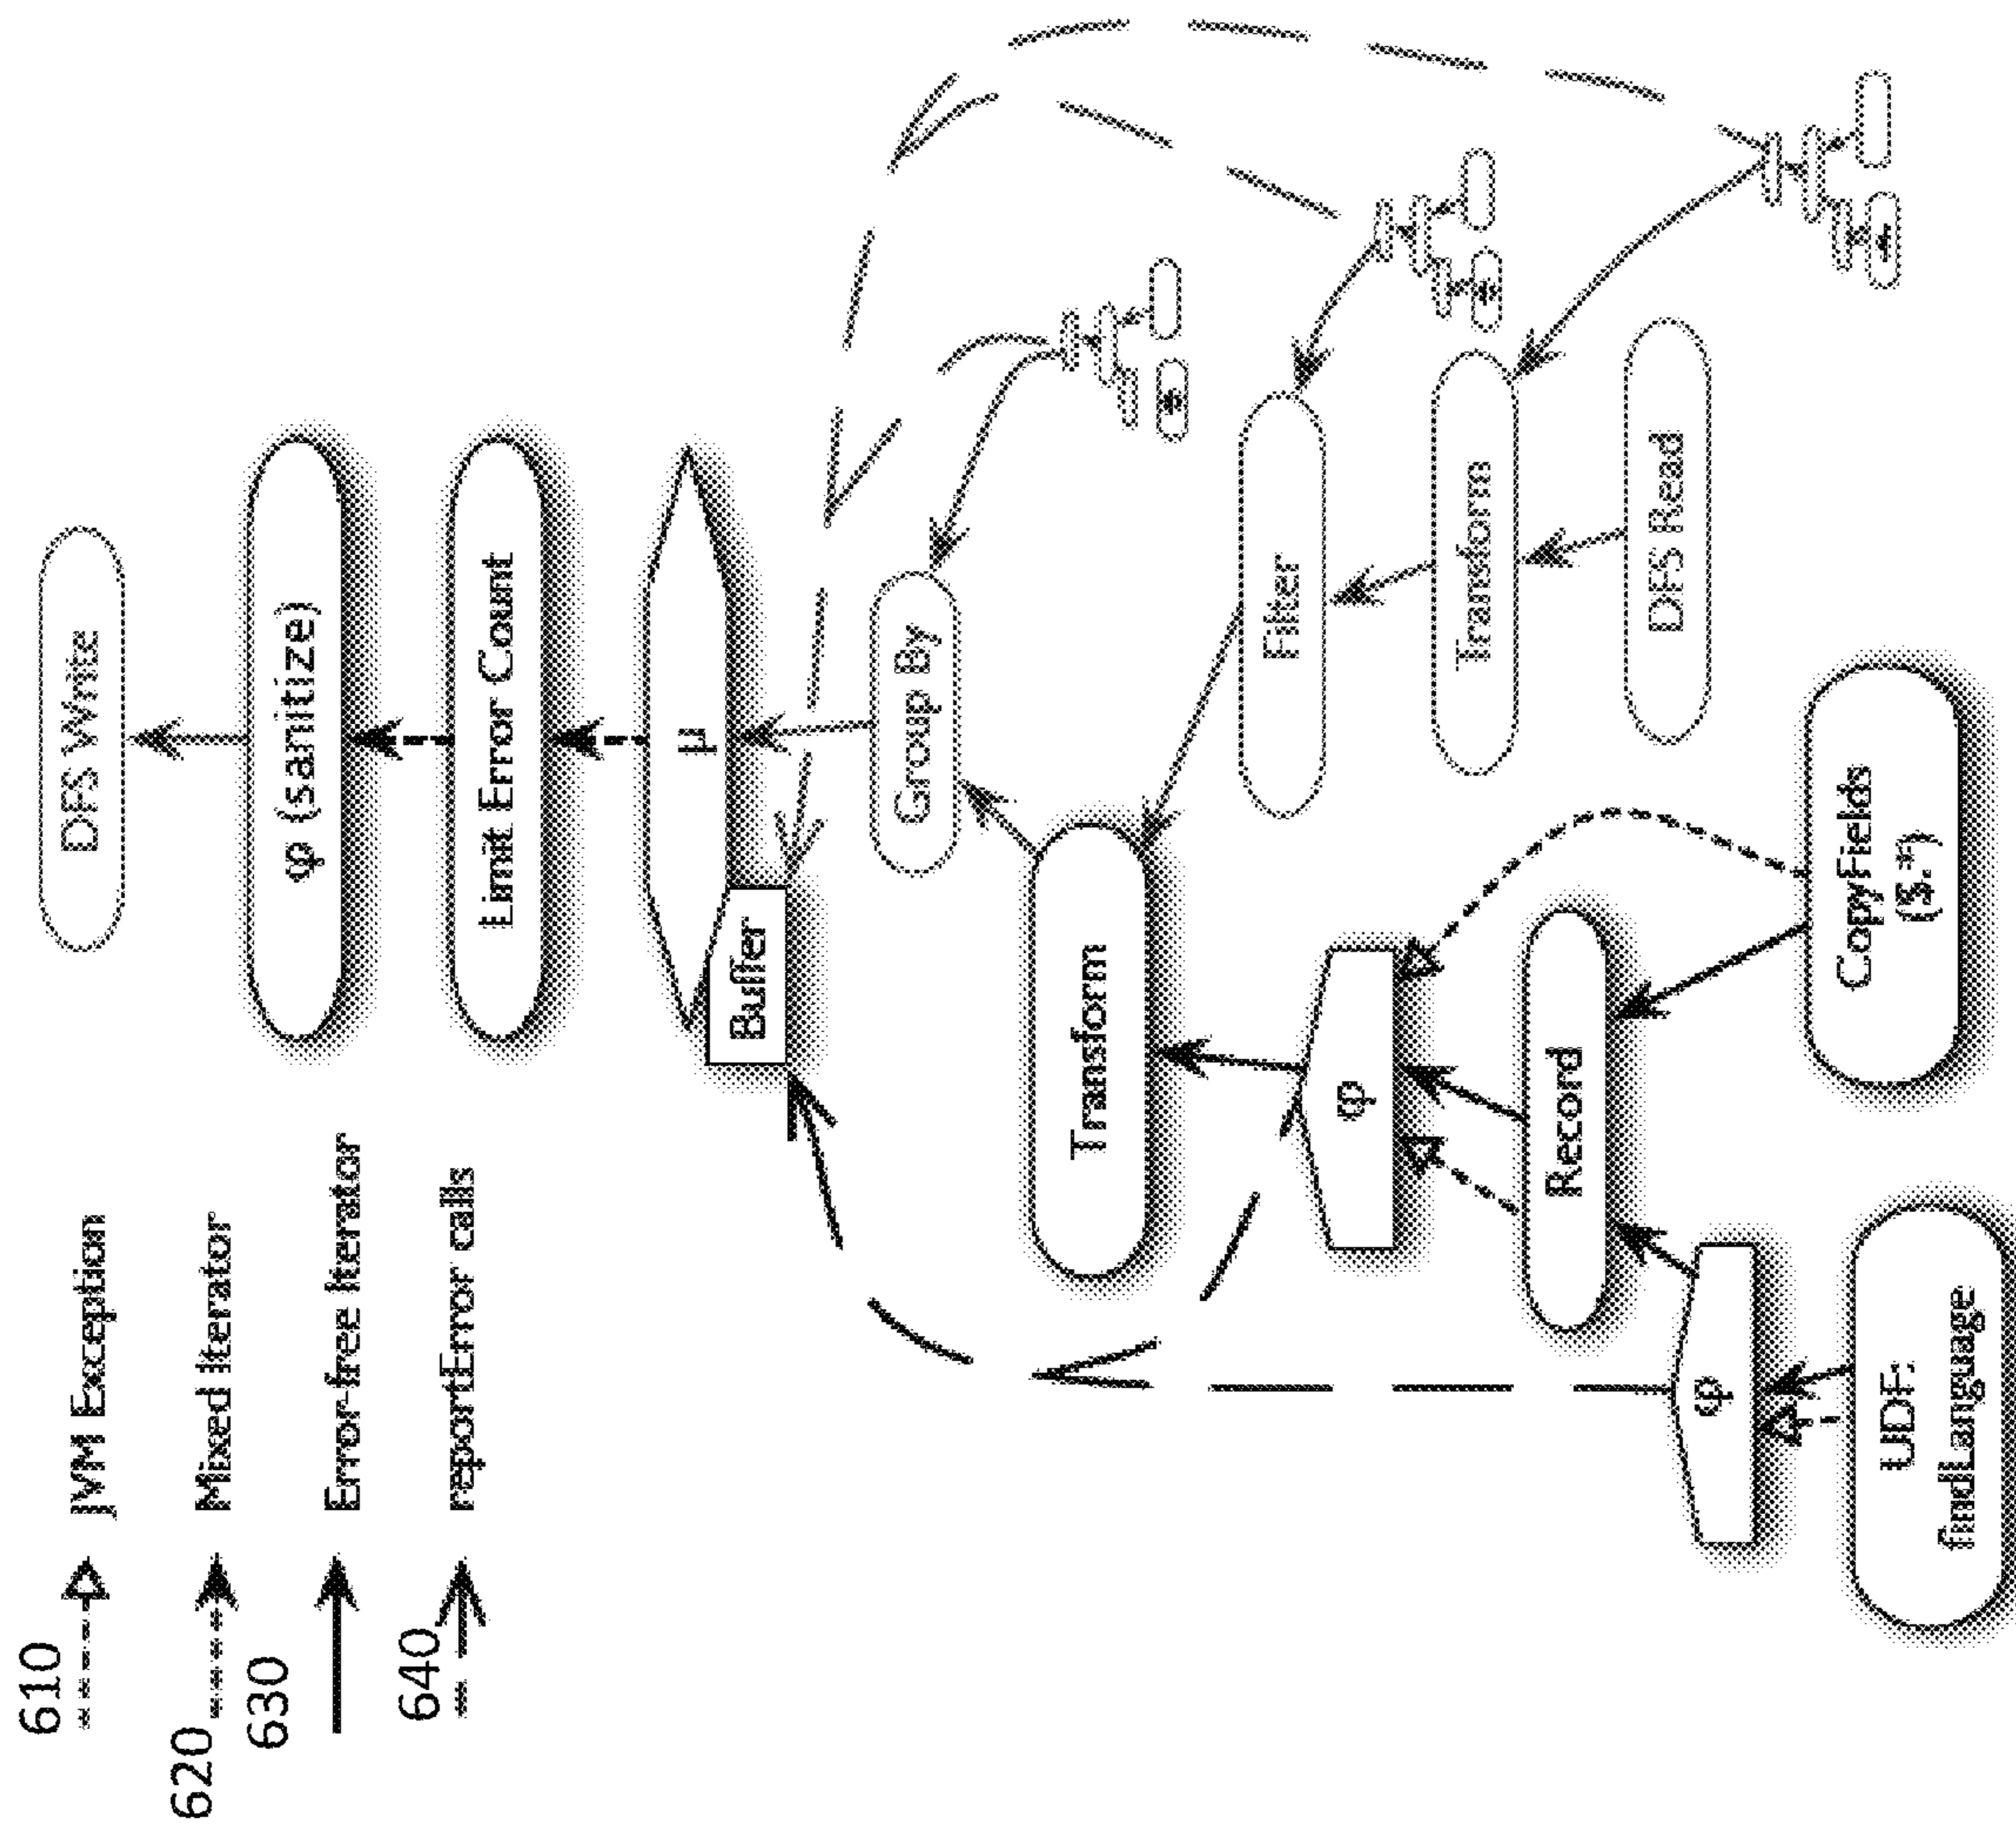 610
JVM Exception
620
Mixed Iterator
630
Error-free Iterator
640
reportError calls
DFS Write
φ (sanitize)
Limit Error Count
μ
Buffer
Group By
Transform
Filter
Transform
DFS Read
φ
Record
CopyFields
($.*)
φ
UDF:
findLanguage